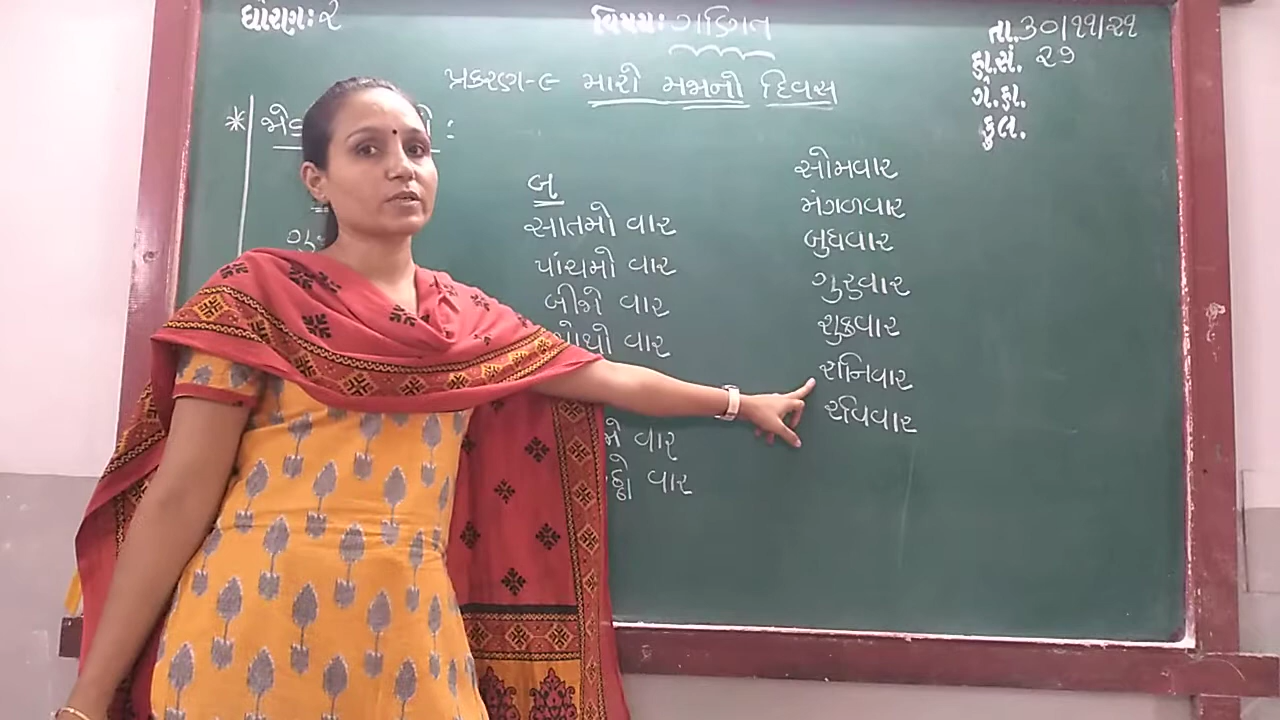 ધોરણ: ૨
વિષય: ગણિત
તા. ૩૦/૧૧/૨૧
હા.સં. ૨૭
ગે.હા.
કુલ.
પ્રકરણ-૯ મારો મજાનો દિવસ
*
:
બ
સાતમો વાર
પાંચમો વાર
બીજો વાર
વાર
વાર
વાર
સોમવાર
મંગળવાર
બુધવાર
ગુરુવાર
શુક્રવાર
શનિવાર
રવિવાર